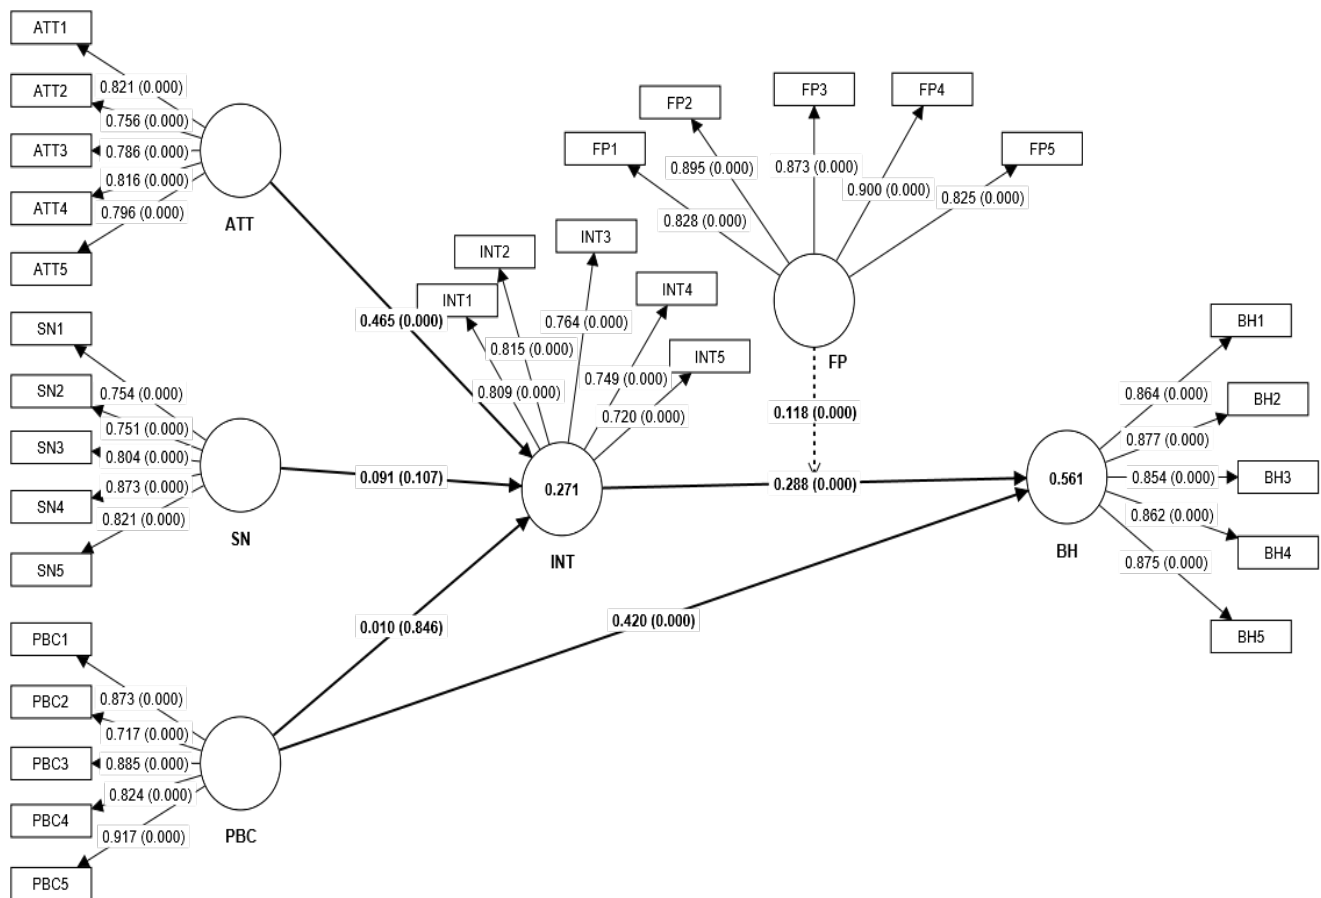 ATT1
0.821 (0.000)
ATT2
0.756 (0.000)
ATT3
0.786 (0.000)
0.816 (0.000)
ATT4
0.796 (0.000)
ATT5
ATT
SN1
0.754 (0.000)
SN2
0.751 (0.000)
SN3
0.804 (0.000)
0.873 (0.000)
SN4
0.821 (0.000)
SN5
SN
PBC1
0.873 (0.000)
PBC2
0.717 (0.000)
PBC3
0.885 (0.000)
0.824 (0.000)
PBC4
0.917 (0.000)
PBC5
PBC
0.465 (0.000)
0.091 (0.107)
0.010 (0.846)
0.420 (0.000)
INT1
INT2
INT3
INT4
INT5
0.809 (0.000)
0.815 (0.000)
0.764 (0.000)
0.749 (0.000)
0.720 (0.000)
0.271
INT
FP1
FP2
FP3
FP4
FP5
0.828 (0.000)
0.895 (0.000)
0.873 (0.000)
0.900 (0.000)
0.825 (0.000)
FP
0.118 (0.000)
0.288 (0.000)
0.561
BH
BH1
0.864 (0.000)
BH2
0.877 (0.000)
BH3
0.854 (0.000)
0.862 (0.000)
BH4
0.875 (0.000)
BH5